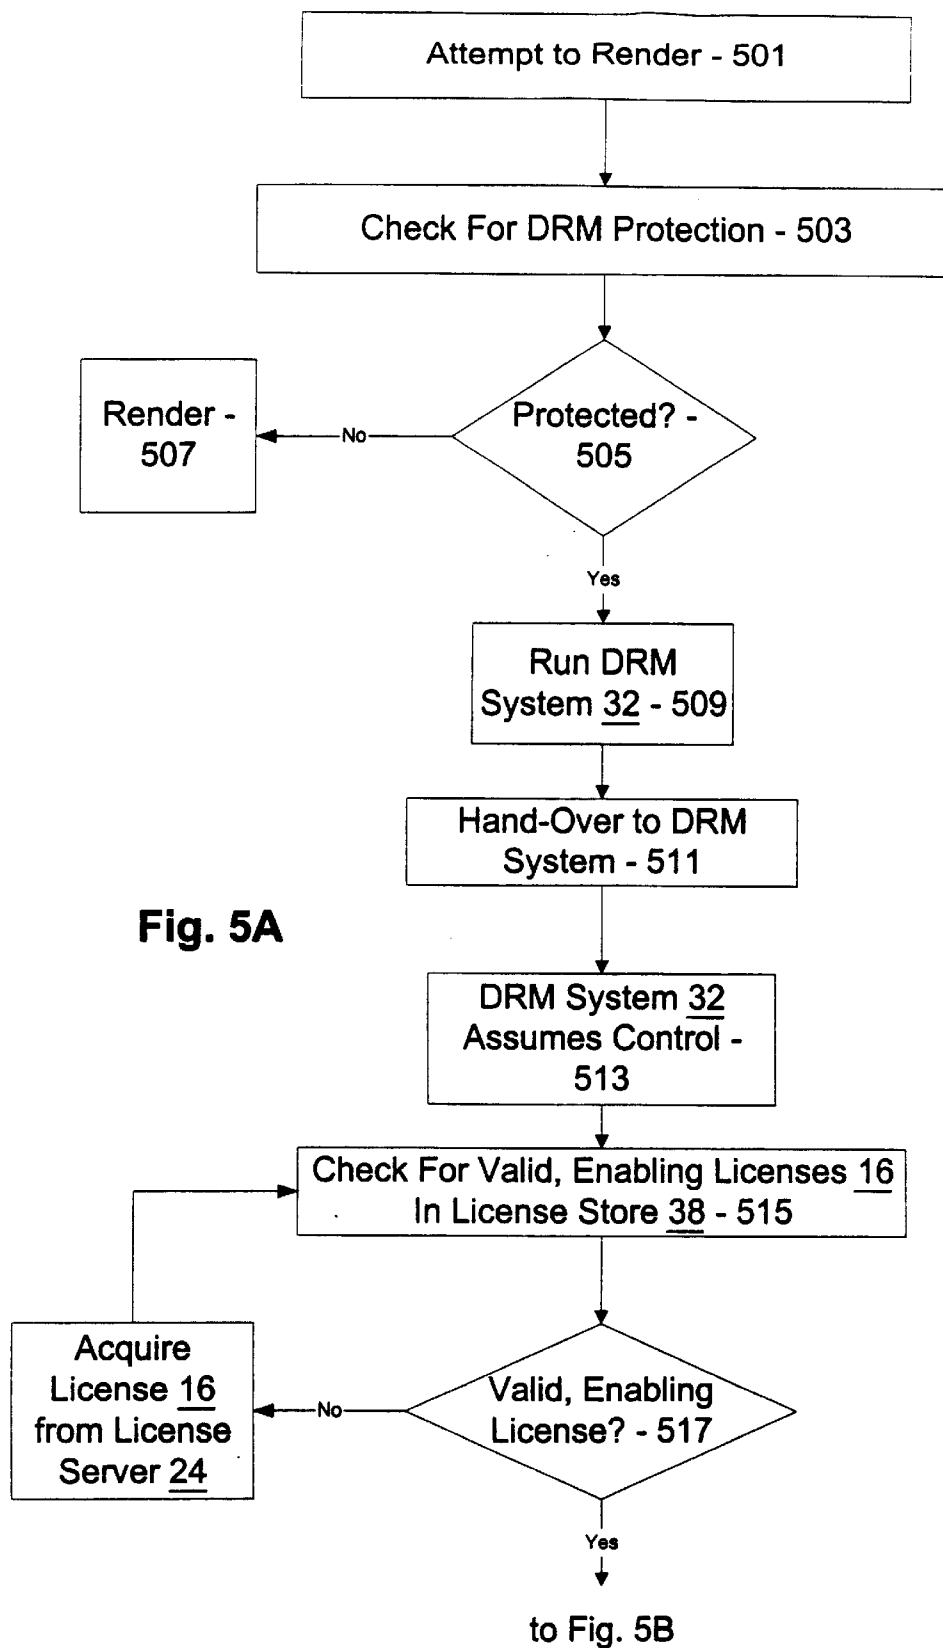 Attempt to Render - 501
Check For DRM Protection - 503
Protected? -
505
No
Render -
507
Yes
Run DRM
System 32 - 509
Hand-Over to DRM
System - 511
Fig. 5A
DRM System 32
Assumes Control -
513
Check For Valid, Enabling Licenses 16
In License Store 38 - 515
Valid, Enabling
License? - 517
No
Acquire
License 16
from License
Server 24
Yes
to Fig. 5B